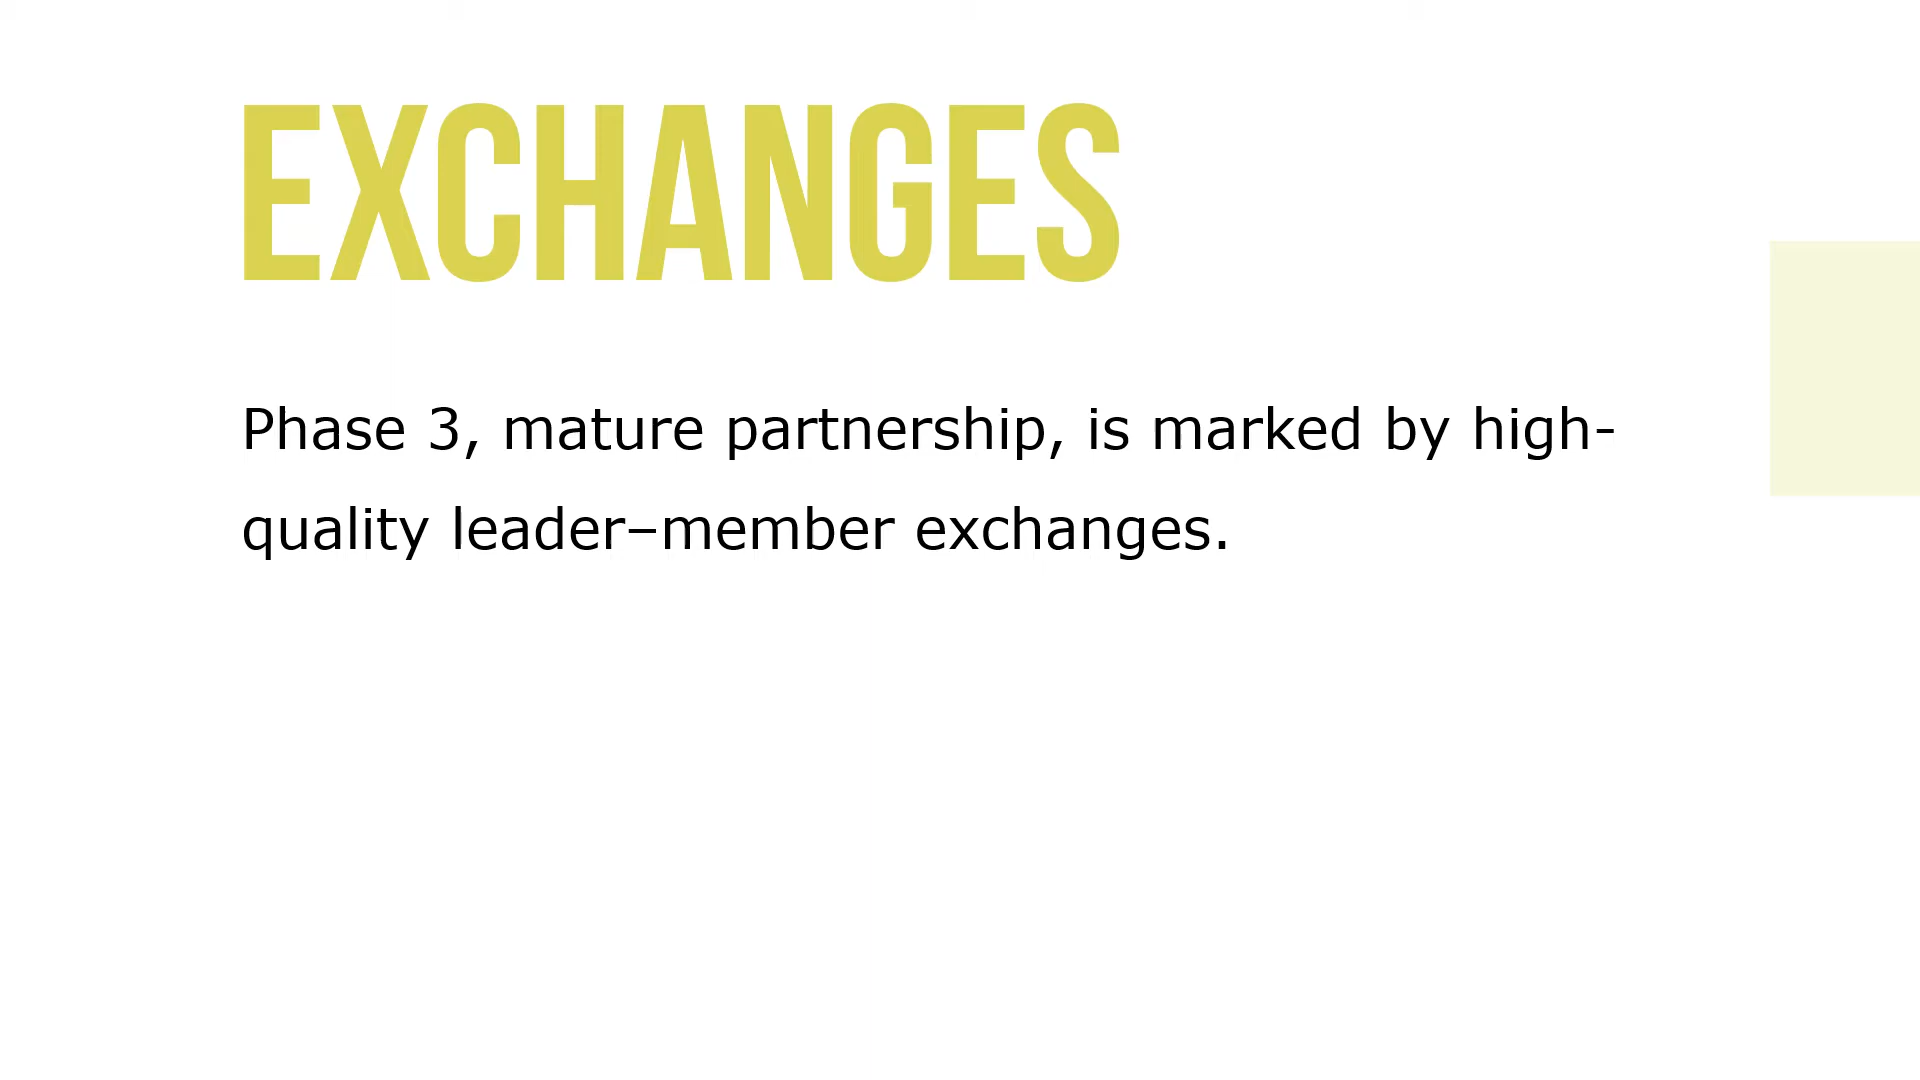 EXCHANGES
Phase 3, mature partnership, is marked by high-
quality leader–member exchanges.